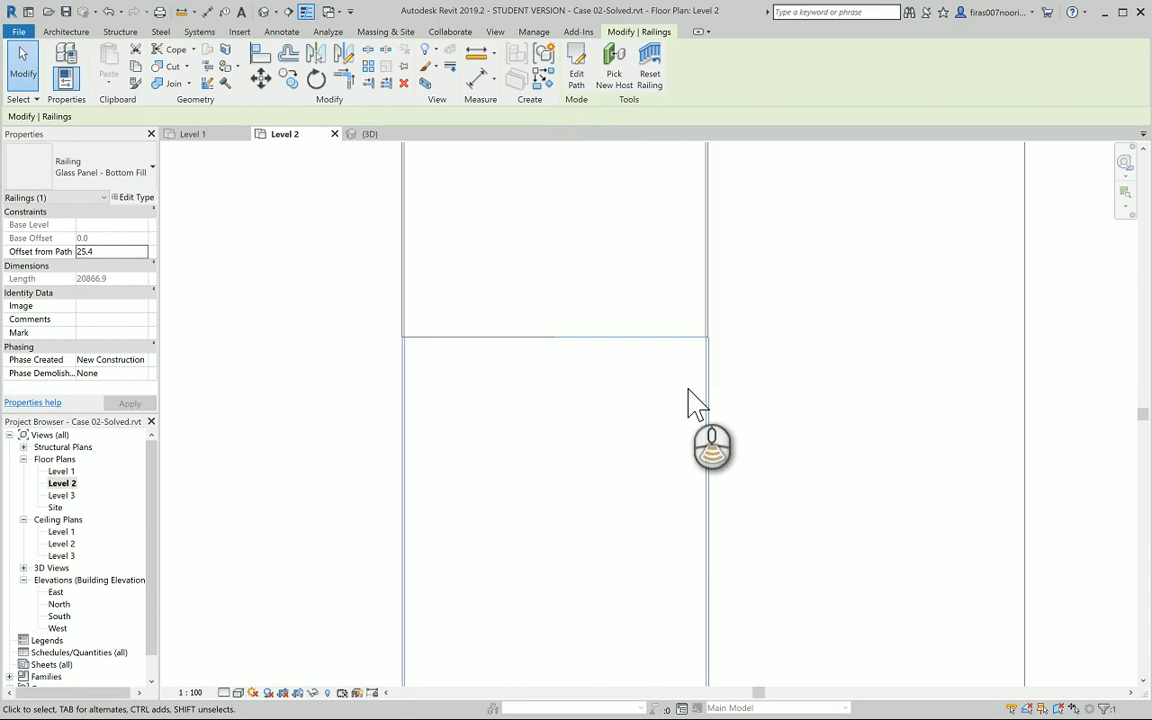 Autodesk Revit 2019.2 - STUDENT VERSION - Case 02-Solved.rvt - Floor Plan: Level 2
Type a keyword or phrase
firas007noori...
File Architecture Structure Steel Systems Insert Annotate Analyze Massing & Site Collaborate View Manage Add-Ins Modify | Railings
Modify
Paste
Cope
Cut
Join
Edit Path
Pick New Host
Reset Railing
Select Properties Clipboard Geometry Modify View Measure Create Mode Tools
Modify | Railings
Properties
Level 1
Level 2
{3D}
Railing
Glass Panel - Bottom Fill
Railings (1)
Edit Type
Constraints
Base Level
Base Offset 0.0
Offset from Path 25.4
Dimensions
Length 20866.9
Identity Data
Image
Comments
Mark
Phasing
Phase Created New Construction
Phase Demolish... None
Properties help
Apply
Project Browser - Case 02-Solved.rvt
Views (all)
Structural Plans
Floor Plans
Level 1
Level 2
Level 3
Site
Ceiling Plans
Level 1
Level 2
Level 3
3D Views
Elevations (Building Elevation
East
North
South
West
Legends
Schedules/Quantities (all)
Sheets (all)
Families
1 : 100
Click to select, TAB for alternates, CTRL adds, SHIFT unselects.
:0
Main Model
:1